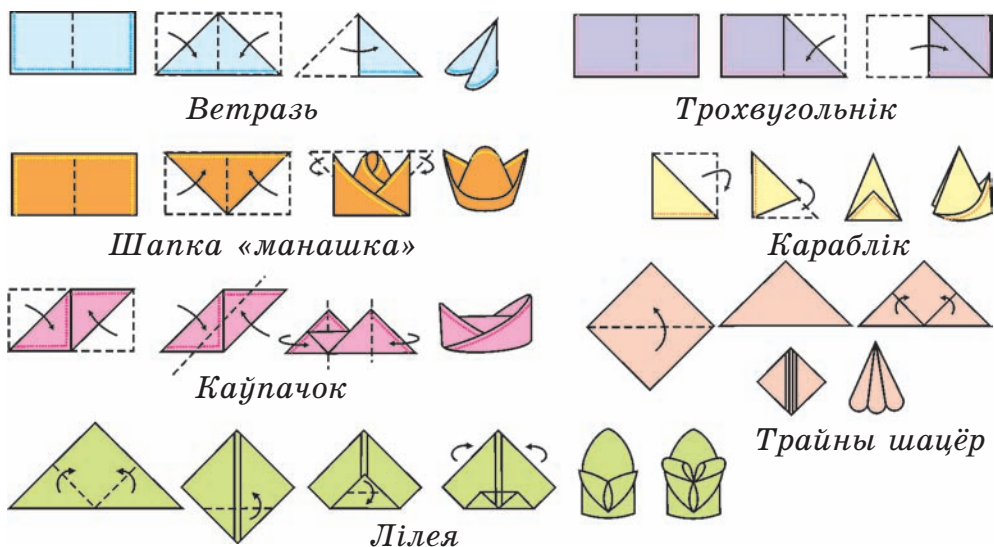 Ветразь
Трохвугольнік
Шапка «манашка»
Караблік
Каўпачок
Трайны шацёр
Лілея